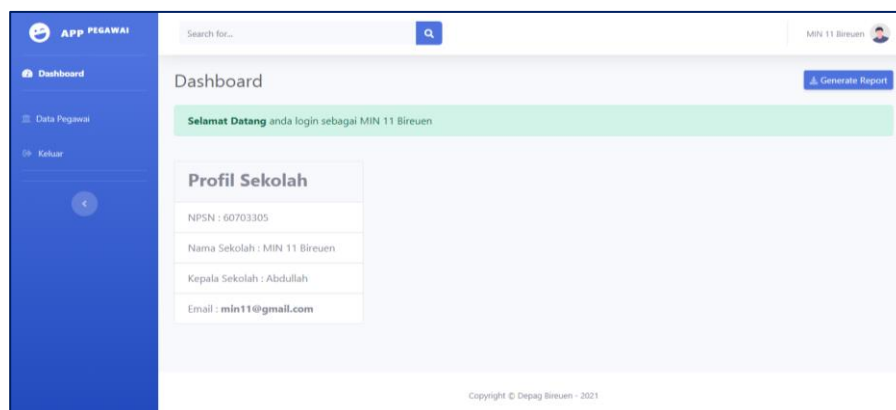 APP PEGAWAI
Search for...
MIN 11 Bireuen
Dashboard
Dashboard
Generate Report
Data Pegawai
Selamat Datang anda login sebagai MIN 11 Bireuen
Keluar
Profil Sekolah
NPSN : 60703305
Nama Sekolah : MIN 11 Bireuen
Kepala Sekolah : Abdullah
Email : min11@gmail.com
Copyright © Depag Bireuen - 2021